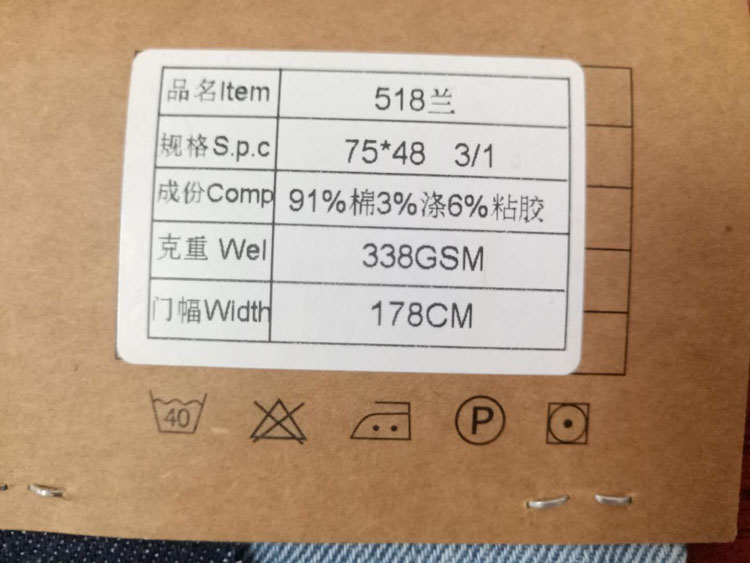 品名Item 518兰
规格S.p.c 75*48 3/1
成份Comp 91%棉3%涤6%粘胶
克重 Wel 338GSM
门幅Width 178CM
40 P